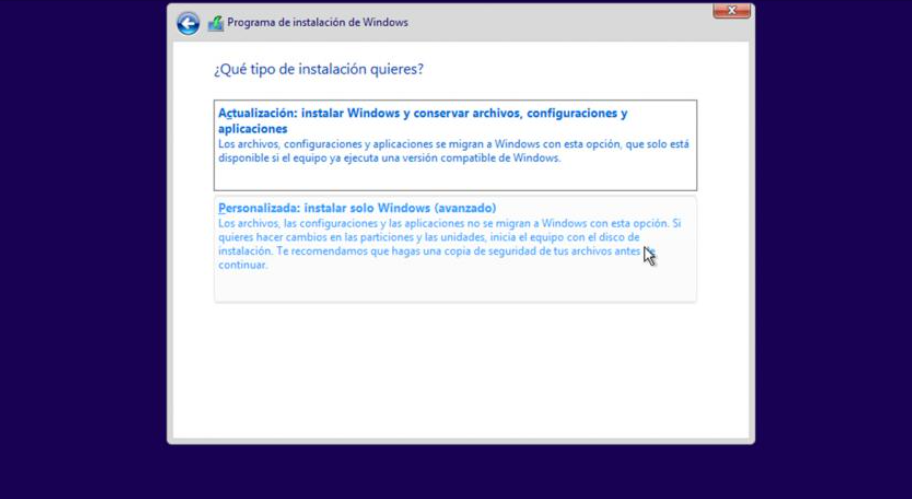 Programa de instalación de Windows
¿Qué tipo de instalación quieres?
Actualización: instalar Windows y conservar archivos, configuraciones y
aplicaciones
Los archivos, configuraciones y aplicaciones se migran a Windows con esta opción, que solo está
disponible si el equipo ya ejecuta una versión compatible de Windows.
Personalizada: instalar solo Windows (avanzado)
Los archivos, las configuraciones y las aplicaciones no se migran a Windows con esta opción. Si
quieres hacer cambios en las particiones y las unidades, inicia el equipo con el disco de
instalación. Te recomendamos que hagas una copia de seguridad de tus archivos antes
continuar.